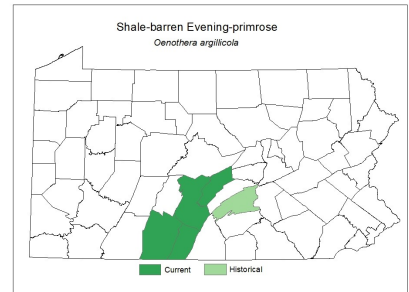 Shale-barren Evening-primrose
Oenothera argillicola
Current Historical